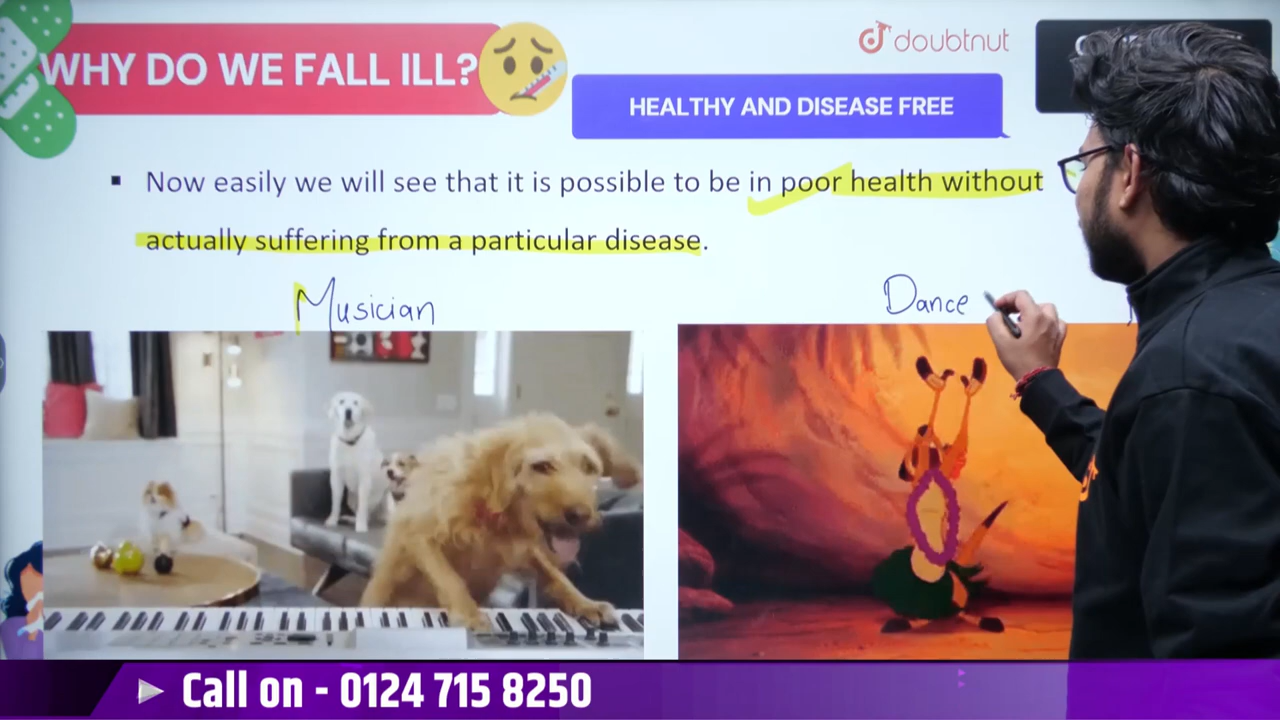 WHY DO WE FALL ILL?
doubtnut
HEALTHY AND DISEASE FREE
▪ Now easily we will see that it is possible to be in poor health without
actually suffering from a particular disease.
Musician
Dance
Call on - 0124 715 8250